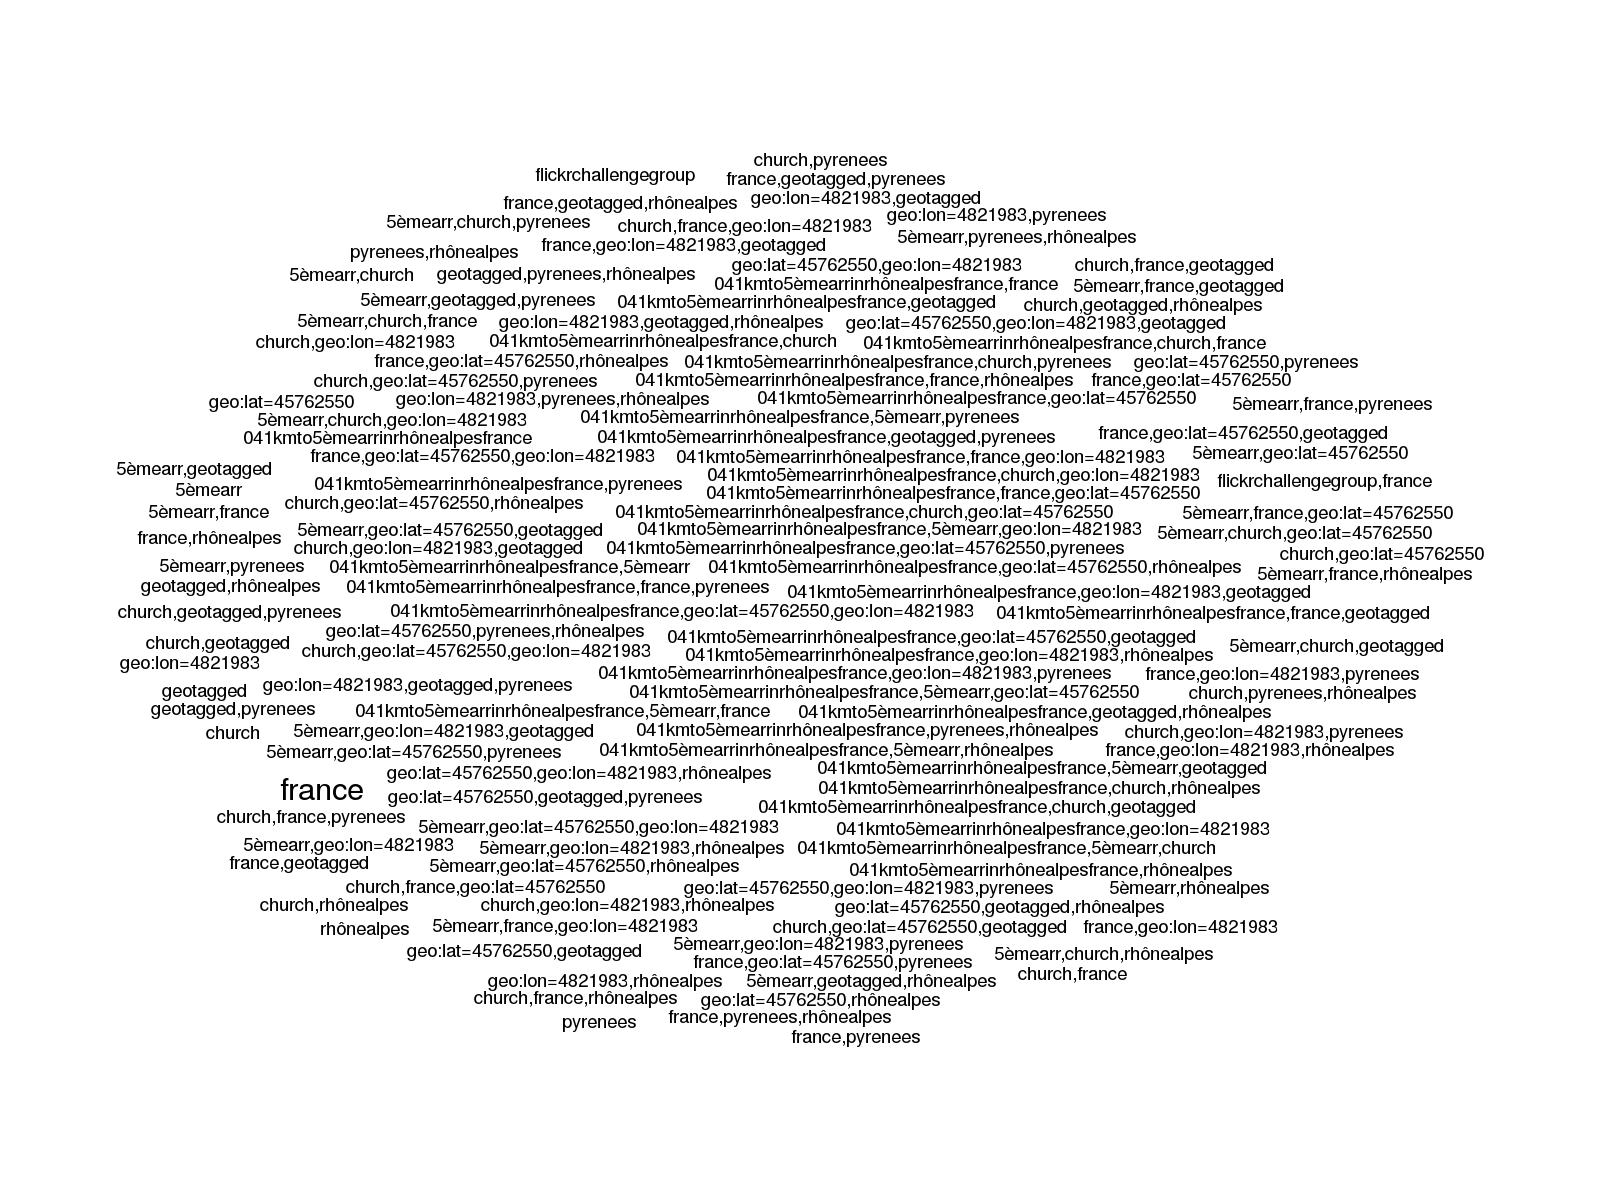 church,pyrenees
flickrchallengegroup
france,geotagged,pyrenees
france,geotagged,rhônealpes
geo:lon=4821983,geotagged
5èmearr,church,pyrenees
church,france,geo:lon=4821983
geo:lon=4821983,pyrenees
5èmearr,pyrenees,rhônealpes
pyrenees,rhônealpes
france,geo:lon=4821983,geotagged
geo:lat=45762550,geo:lon=4821983
church,france,geotagged
5èmearr,church
geotagged,pyrenees,rhônealpes
041kmto5èmearrinrhônealpesfrance,france
5èmearr,france,geotagged
5èmearr,geotagged,pyrenees
041kmto5èmearrinrhônealpesfrance,geotagged
church,geotagged,rhônealpes
5èmearr,church,france
geo:lon=4821983,geotagged,rhônealpes
geo:lat=45762550,geo:lon=4821983,geotagged
church,geo:lon=4821983
041kmto5èmearrinrhônealpesfrance,church
041kmto5èmearrinrhônealpesfrance,church,france
france,geo:lat=45762550,rhônealpes
041kmto5èmearrinrhônealpesfrance,church,pyrenees
geo:lat=45762550,pyrenees
church,geo:lat=45762550,pyrenees
041kmto5èmearrinrhônealpesfrance,france,rhônealpes
france,geo:lat=45762550
geo:lat=45762550
geo:lon=4821983,pyrenees,rhônealpes
041kmto5èmearrinrhônealpesfrance,geo:lat=45762550
5èmearr,france,pyrenees
5èmearr,church,geo:lon=4821983
041kmto5èmearrinrhônealpesfrance,5èmearr,pyrenees
041kmto5èmearrinrhônealpesfrance
041kmto5èmearrinrhônealpesfrance,geotagged,pyrenees
france,geo:lat=45762550,geotagged
france,geo:lat=45762550,geo:lon=4821983
041kmto5èmearrinrhônealpesfrance,france,geo:lon=4821983
5èmearr,geo:lat=45762550
5èmearr,geotagged
041kmto5èmearrinrhônealpesfrance,pyrenees
041kmto5èmearrinrhônealpesfrance,church,geo:lon=4821983
flickrchallengegroup,france
5èmearr
church,geo:lat=45762550,rhônealpes
041kmto5èmearrinrhônealpesfrance,france,geo:lat=45762550
5èmearr,france
041kmto5èmearrinrhônealpesfrance,church,geo:lat=45762550
5èmearr,france,geo:lat=45762550
france,rhônealpes
5èmearr,geo:lat=45762550,geotagged
041kmto5èmearrinrhônealpesfrance,5èmearr,geo:lon=4821983
5èmearr,church,geo:lat=45762550
church,geo:lon=4821983,geotagged
041kmto5èmearrinrhônealpesfrance,geo:lat=45762550,pyrenees
church,geo:lat=45762550
5èmearr,pyrenees
041kmto5èmearrinrhônealpesfrance,5èmearr
041kmto5èmearrinrhônealpesfrance,geo:lat=45762550,rhônealpes
5èmearr,france,rhônealpes
geotagged,rhônealpes
041kmto5èmearrinrhônealpesfrance,france,pyrenees
041kmto5èmearrinrhônealpesfrance,geo:lon=4821983,geotagged
church,geotagged,pyrenees
041kmto5èmearrinrhônealpesfrance,geo:lat=45762550,geo:lon=4821983
041kmto5èmearrinrhônealpesfrance,france,geotagged
geo:lat=45762550,pyrenees,rhônealpes
041kmto5èmearrinrhônealpesfrance,geo:lat=45762550,geotagged
church,geotagged
church,geo:lat=45762550,geo:lon=4821983
041kmto5èmearrinrhônealpesfrance,geo:lon=4821983,rhônealpes
5èmearr,church,geotagged
geo:lon=4821983
041kmto5èmearrinrhônealpesfrance,geo:lon=4821983,pyrenees
france,geo:lon=4821983,pyrenees
geotagged
geo:lon=4821983,geotagged,pyrenees
041kmto5èmearrinrhônealpesfrance,5èmearr,geo:lat=45762550
church,pyrenees,rhônealpes
geotagged,pyrenees
041kmto5èmearrinrhônealpesfrance,5èmearr,france
041kmto5èmearrinrhônealpesfrance,geotagged,rhônealpes
church
5èmearr,geo:lon=4821983,geotagged
041kmto5èmearrinrhônealpesfrance,pyrenees,rhônealpes
church,geo:lon=4821983,pyrenees
5èmearr,geo:lat=45762550,pyrenees
041kmto5èmearrinrhônealpesfrance,5èmearr,rhônealpes
france,geo:lon=4821983,rhônealpes
geo:lat=45762550,geo:lon=4821983,rhônealpes
041kmto5èmearrinrhônealpesfrance,5èmearr,geotagged
france
geo:lat=45762550,geotagged,pyrenees
041kmto5èmearrinrhônealpesfrance,church,rhônealpes
041kmto5èmearrinrhônealpesfrance,church,geotagged
church,france,pyrenees
5èmearr,geo:lat=45762550,geo:lon=4821983
041kmto5èmearrinrhônealpesfrance,geo:lon=4821983
5èmearr,geo:lon=4821983
5èmearr,geo:lon=4821983,rhônealpes
041kmto5èmearrinrhônealpesfrance,5èmearr,church
france,geotagged
5èmearr,geo:lat=45762550,rhônealpes
041kmto5èmearrinrhônealpesfrance,rhônealpes
church,france,geo:lat=45762550
geo:lat=45762550,geo:lon=4821983,pyrenees
5èmearr,rhônealpes
church,rhônealpes
church,geo:lon=4821983,rhônealpes
geo:lat=45762550,geotagged,rhônealpes
rhônealpes
5èmearr,france,geo:lon=4821983
church,geo:lat=45762550,geotagged
france,geo:lon=4821983
geo:lat=45762550,geotagged
5èmearr,geo:lon=4821983,pyrenees
5èmearr,church,rhônealpes
france,geo:lat=45762550,pyrenees
church,france
geo:lon=4821983,rhônealpes
5èmearr,geotagged,rhônealpes
church,france,rhônealpes
geo:lat=45762550,rhônealpes
pyrenees
france,pyrenees,rhônealpes
france,pyrenees